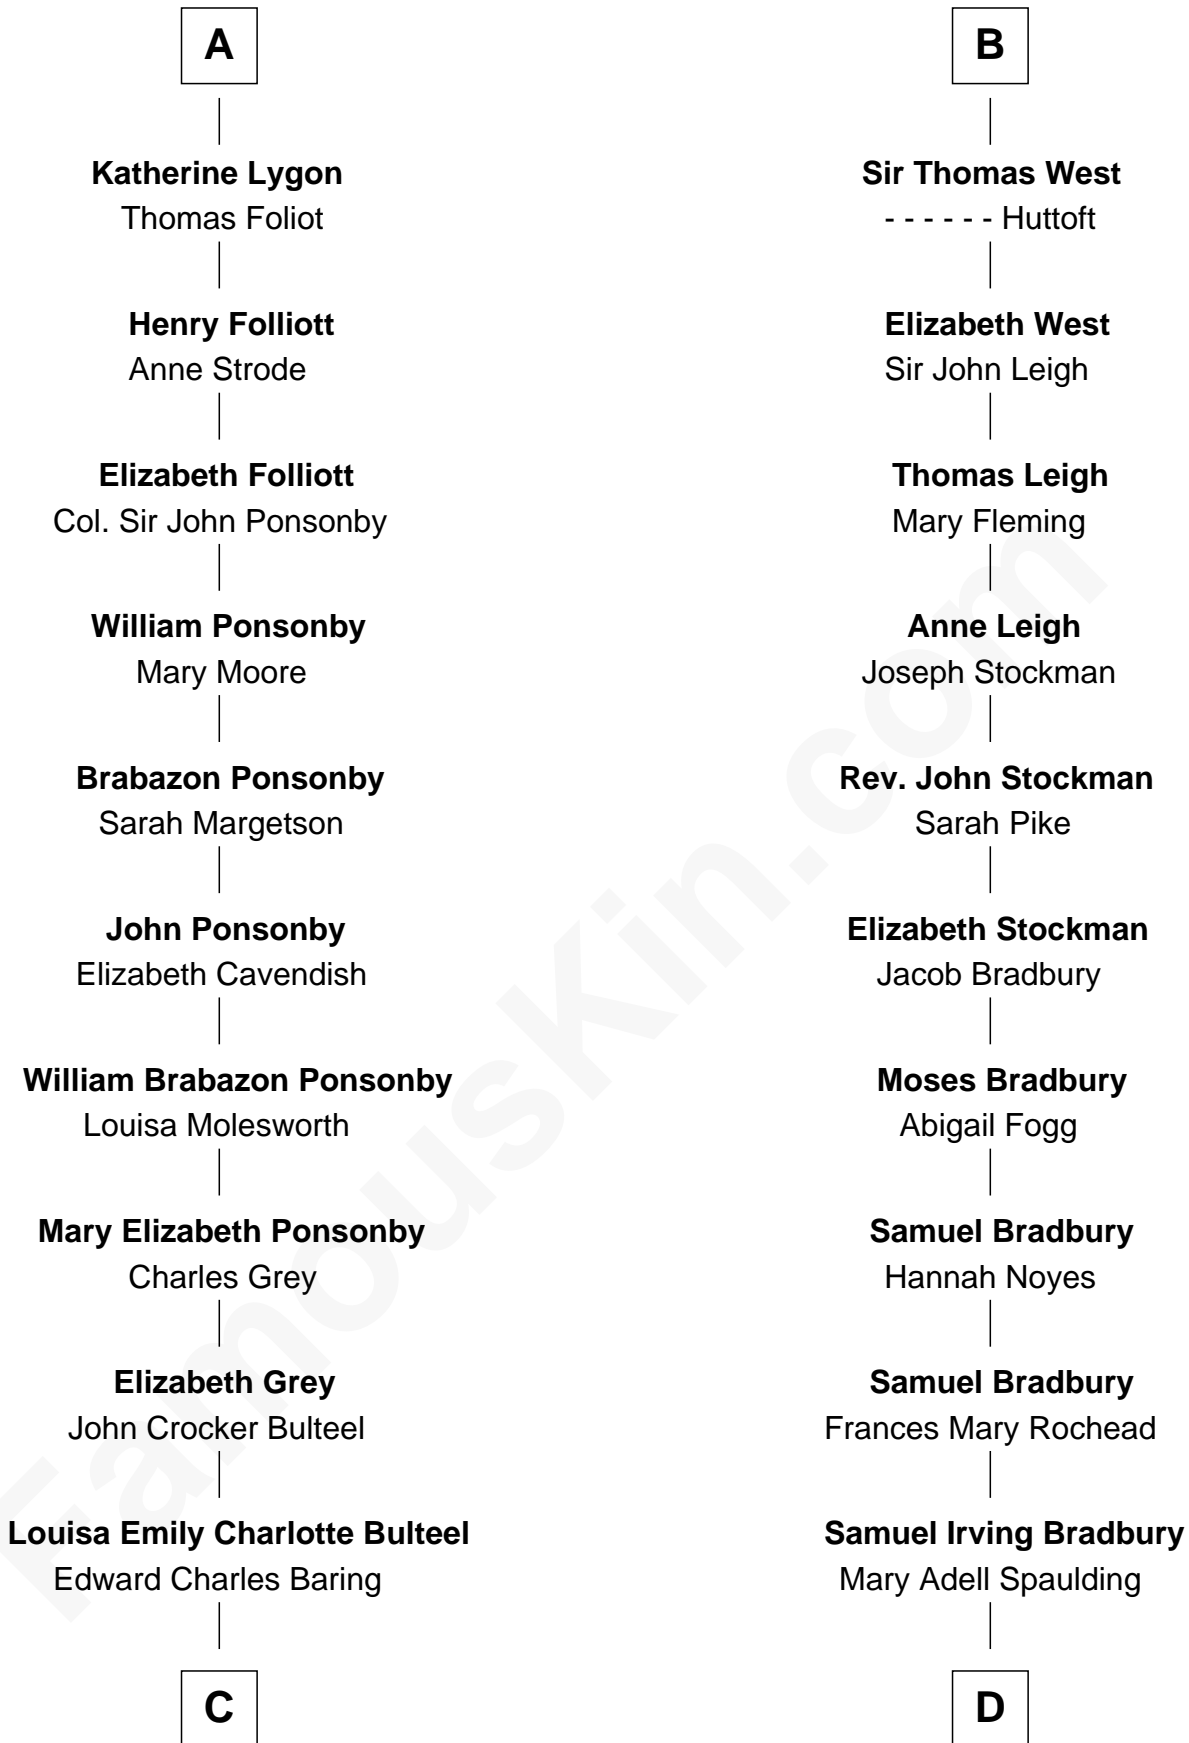 A
Katherine Lygon
Thomas Foliot
Henry Folliott
Anne Strode
Elizabeth Folliott
Col. Sir John Ponsonby
William Ponsonby
Mary Moore
Brabazon Ponsonby
Sarah Margetson
John Ponsonby
Elizabeth Cavendish
William Brabazon Ponsonby
Louisa Molesworth
Mary Elizabeth Ponsonby
Charles Grey
Elizabeth Grey
John Crocker Bulteel
Louisa Emily Charlotte Bulteel
Edward Charles Baring
C
B
Sir Thomas West
- - - - - - Huttoft
Elizabeth West
Sir John Leigh
Thomas Leigh
Mary Fleming
Anne Leigh
Joseph Stockman
Rev. John Stockman
Sarah Pike
Elizabeth Stockman
Jacob Bradbury
Moses Bradbury
Abigail Fogg
Samuel Bradbury
Hannah Noyes
Samuel Bradbury
Frances Mary Rochead
Samuel Irving Bradbury
Mary Adell Spaulding
D
FamousKin.com